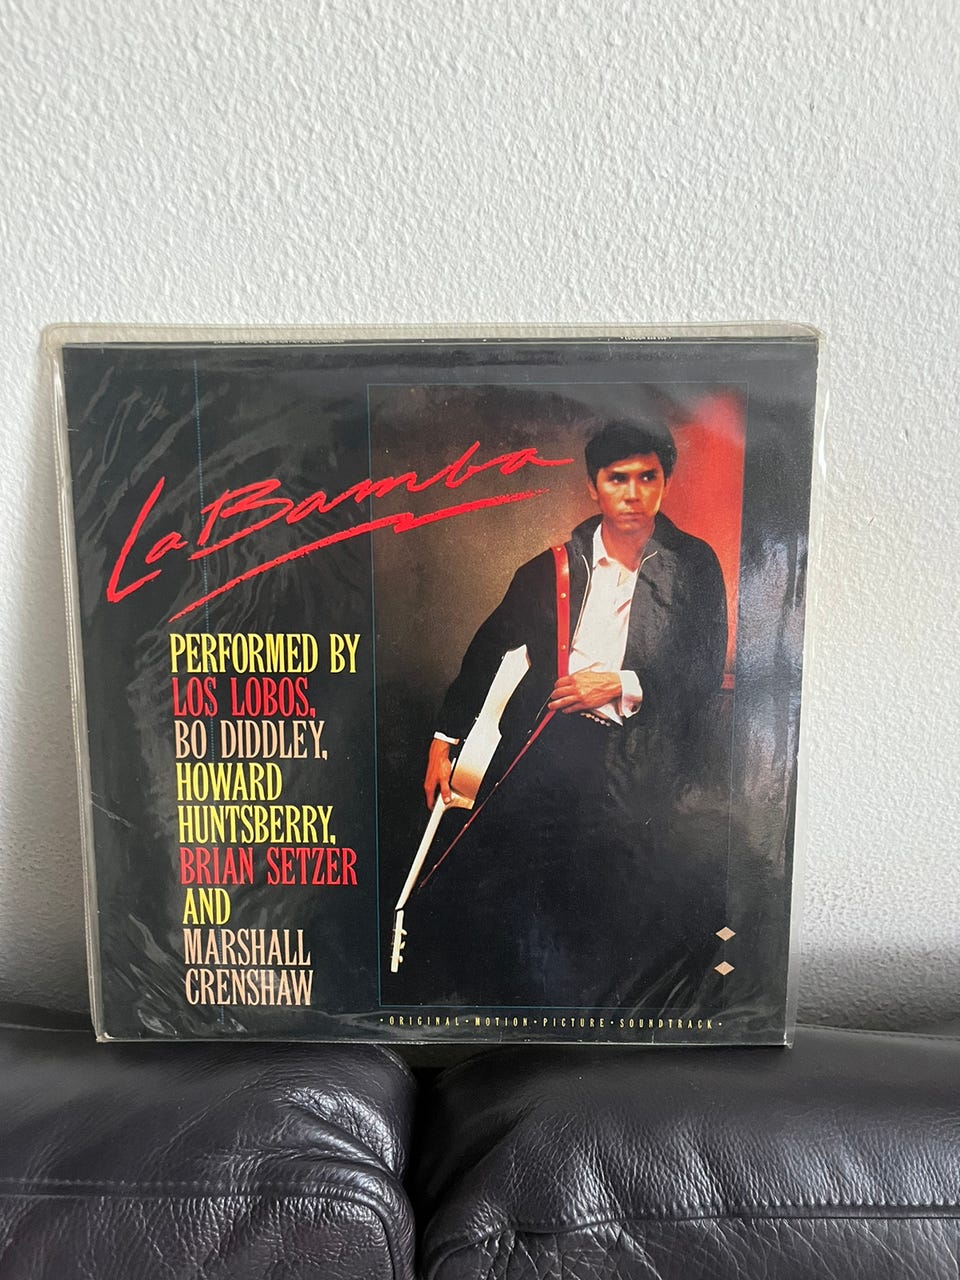 La Bamba
PERFORMED BY
LOS LOBOS,
BO DIDDLEY,
HOWARD
HUNTSBERRY,
BRIAN SETZER
AND
MARSHALL
CRENSHAW
• ORIGINAL • MOTION • PICTURE • SOUNDTRACK •